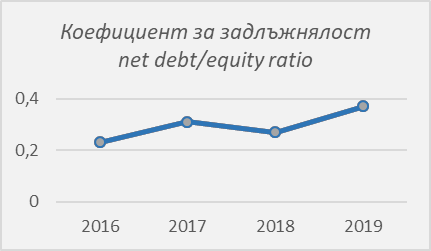 Коефициент за задлъжнялост
net debt/equity ratio
0,4
0,2
0
2016 2017 2018 2019